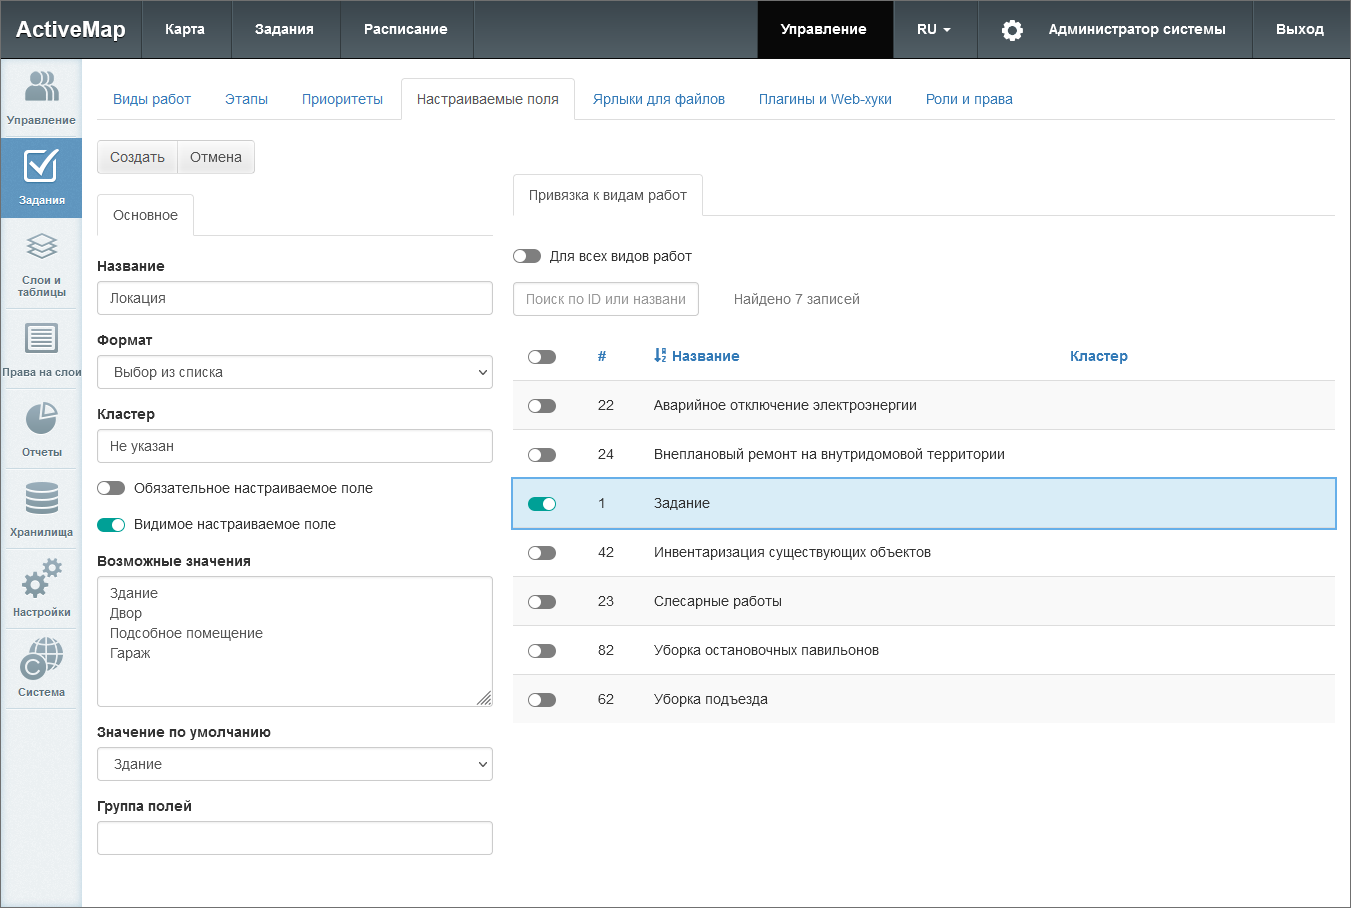 ActiveMap
Карта
Задания
Расписание
Управление
RU
Администратор системы
Выход
Управление
Задания
Слои и
таблицы
Права на слои
Отчеты
Хранилища
Настройки
Система
Виды работ
Этапы
Приоритеты
Настраиваемые поля
Ярлыки для файлов
Плагины и Web-хуки
Роли и права
Создать
Отмена
Основное
Название
Локация
Формат
Выбор из списка
Кластер
Не указан
Обязательное настраиваемое поле
Видимое настраиваемое поле
Возможные значения
Здание
Двор
Подсобное помещение
Гараж
Значение по умолчанию
Здание
Группа полей
Привязка к видам работ
Для всех видов работ
Поиск по ID или названи
Найдено 7 записей
# Название Кластер
22 Аварийное отключение электроэнергии
24 Внеплановый ремонт на внутридомовой территории
1 Задание
42 Инвентаризация существующих объектов
23 Слесарные работы
82 Уборка остановочных павильонов
62 Уборка подъезда